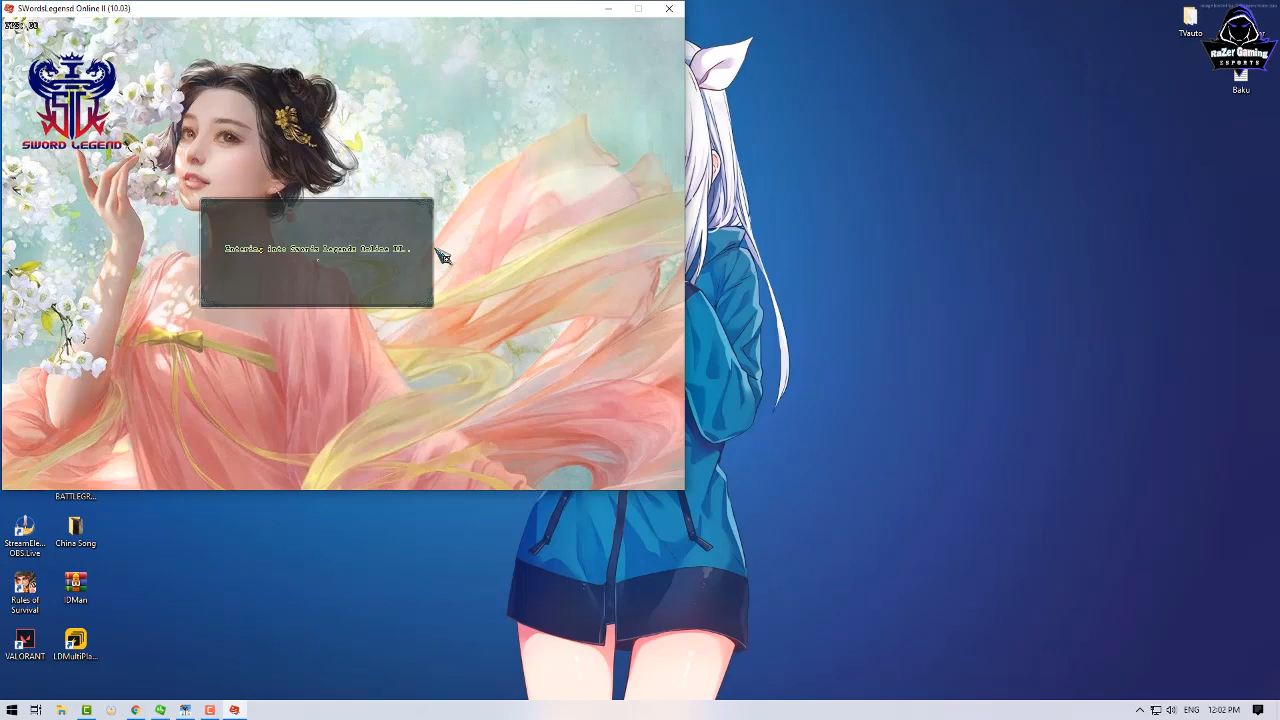 SWordsLegensd Online II (10.03)
SWORD LEGEND
Entering into Swords Legends Online II..
.
TVauto
RaZer Gaming
ESPORTS
Baku
BATTLEGR...
StreamEle...
OBS.Live
China Song
Rules of
Survival
IDMan
VALORANT
LDMultiPla...
ENG
12:02 PM